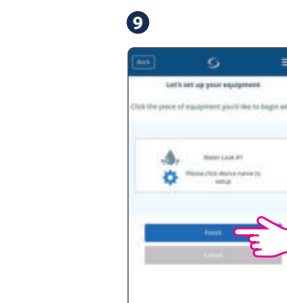 9
Back
Let's set up your equipment
Click the piece of equipment you'd like to begin wi
Water Leak #1
Please click device name to
setup
Finish
Cancel